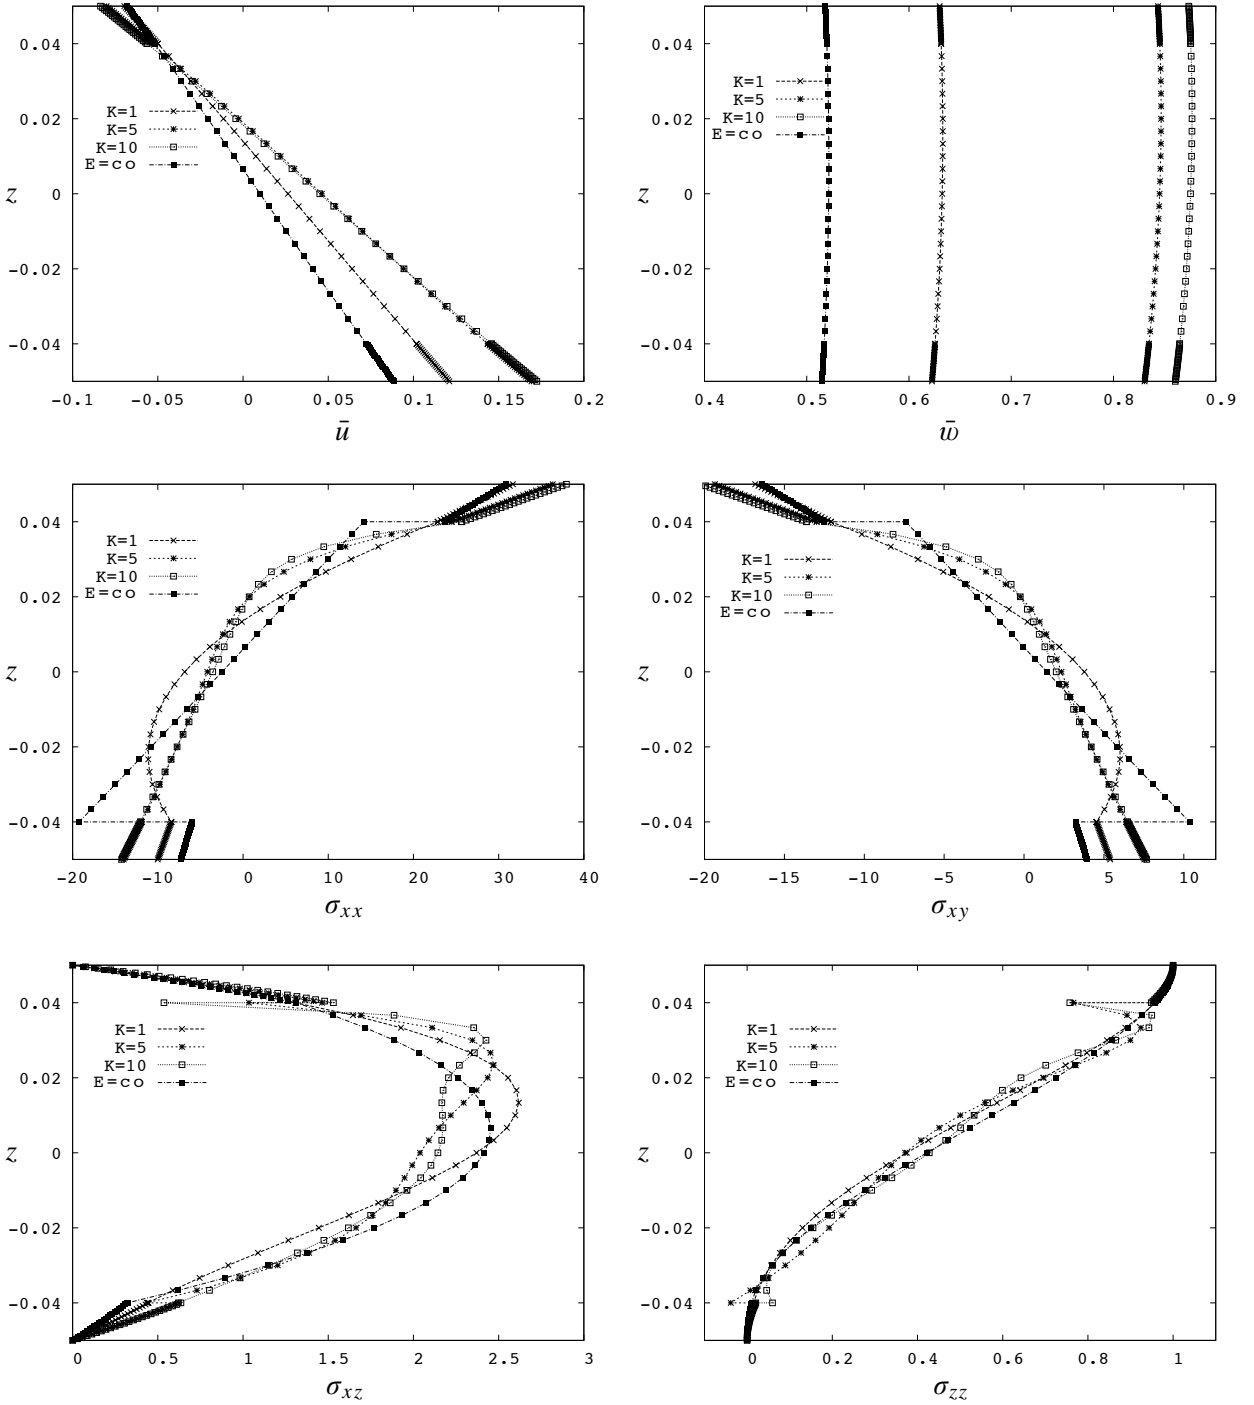 0.04
0.02
0
−0.02
−0.04
z
K=1
K=5
K=10
E=co
−0.1
−0.05
0
0.05
0.1
0.15
0.2
ū
0.04
0.02
0
−0.02
−0.04
z
K=1
K=5
K=10
E=co
0.4
0.5
0.6
0.7
0.8
0.9
w̄
0.04
0.02
0
−0.02
−0.04
z
K=1
K=5
K=10
E=co
−20
−10
0
10
20
30
40
σxx
0.04
0.02
0
−0.02
−0.04
z
K=1
K=5
K=10
E=co
−20
−15
−10
−5
0
5
10
σxy
0.04
0.02
0
−0.02
−0.04
z
K=1
K=5
K=10
E=co
0
0.5
1
1.5
2
2.5
3
σxz
0.04
0.02
0
−0.02
−0.04
z
K=1
K=5
K=10
E=co
0
0.2
0.4
0.6
0.8
1
σzz